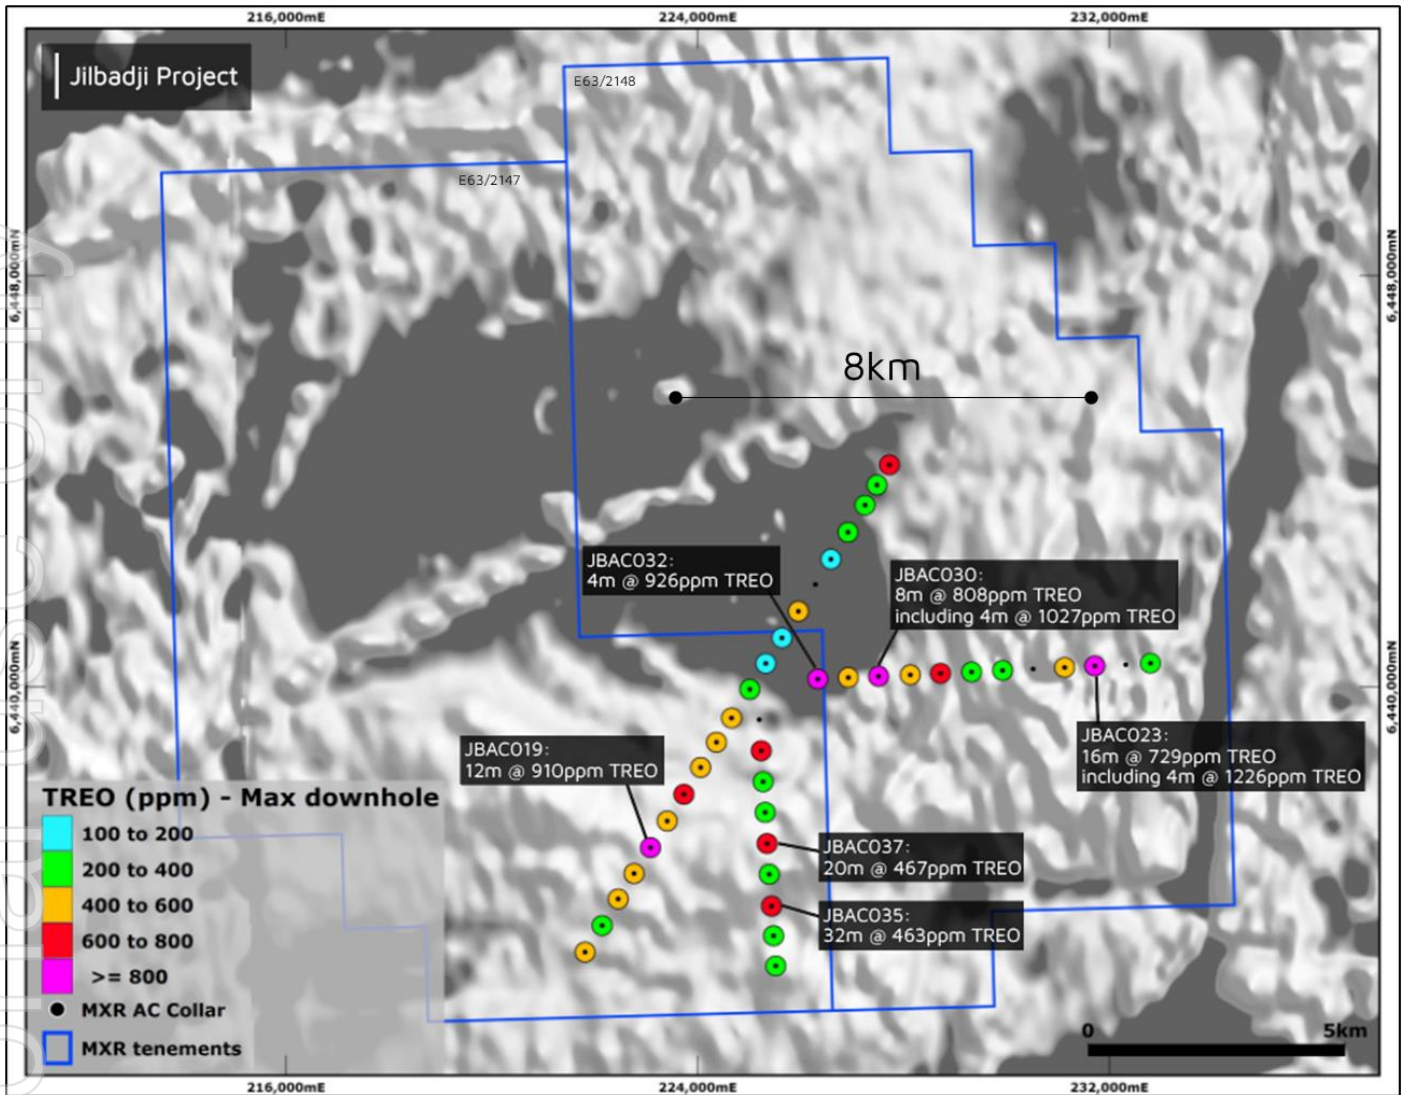 216,000mE
224,000mE
232,000mE
Jilbadji Project
E63/2148
E63/2147
6,448,000mN
6,448,000mN
8km
JBAC032:
4m @ 926ppm TREO
JBAC030:
8m @ 808ppm TREO
including 4m @ 1027ppm TREO
6,440,000mN
6,440,000mN
JBAC019:
12m @ 910ppm TREO
JBAC023:
16m @ 729ppm TREO
including 4m @ 1226ppm TREO
JBAC037:
20m @ 467ppm TREO
JBAC035:
32m @ 463ppm TREO
TREO (ppm) - Max downhole
100 to 200
200 to 400
400 to 600
600 to 800
>= 800
MXR AC Collar
MXR tenements
0
5km
216,000mE
224,000mE
232,000mE